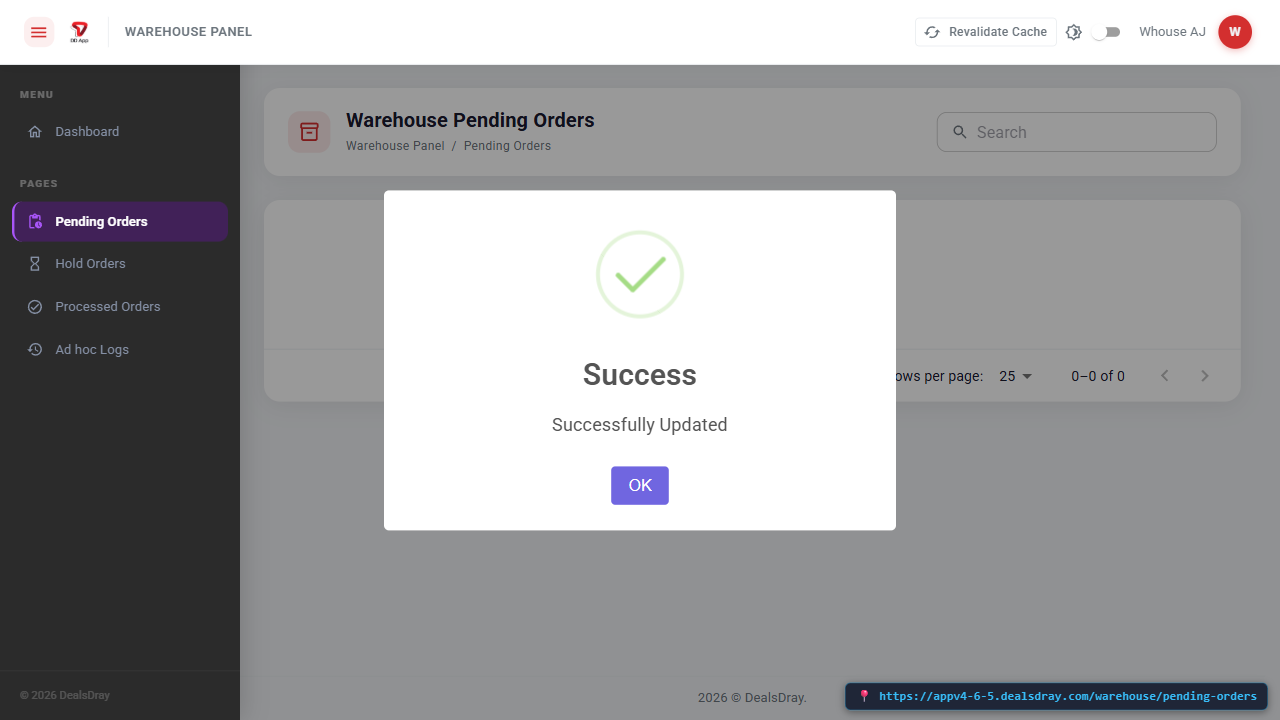 DD App
WAREHOUSE PANEL
Revalidate Cache
Whouse AJ
W
MENU
Dashboard
PAGES
Pending Orders
Hold Orders
Processed Orders
Ad hoc Logs
© 2026 DealsDray
Warehouse Pending Orders
Warehouse Panel / Pending Orders
Search
Success
Successfully Updated
OK
ows per page: 25 0–0 of 0
2026 © DealsDray.
https://appv4-6-5.dealsdray.com/warehouse/pending-orders